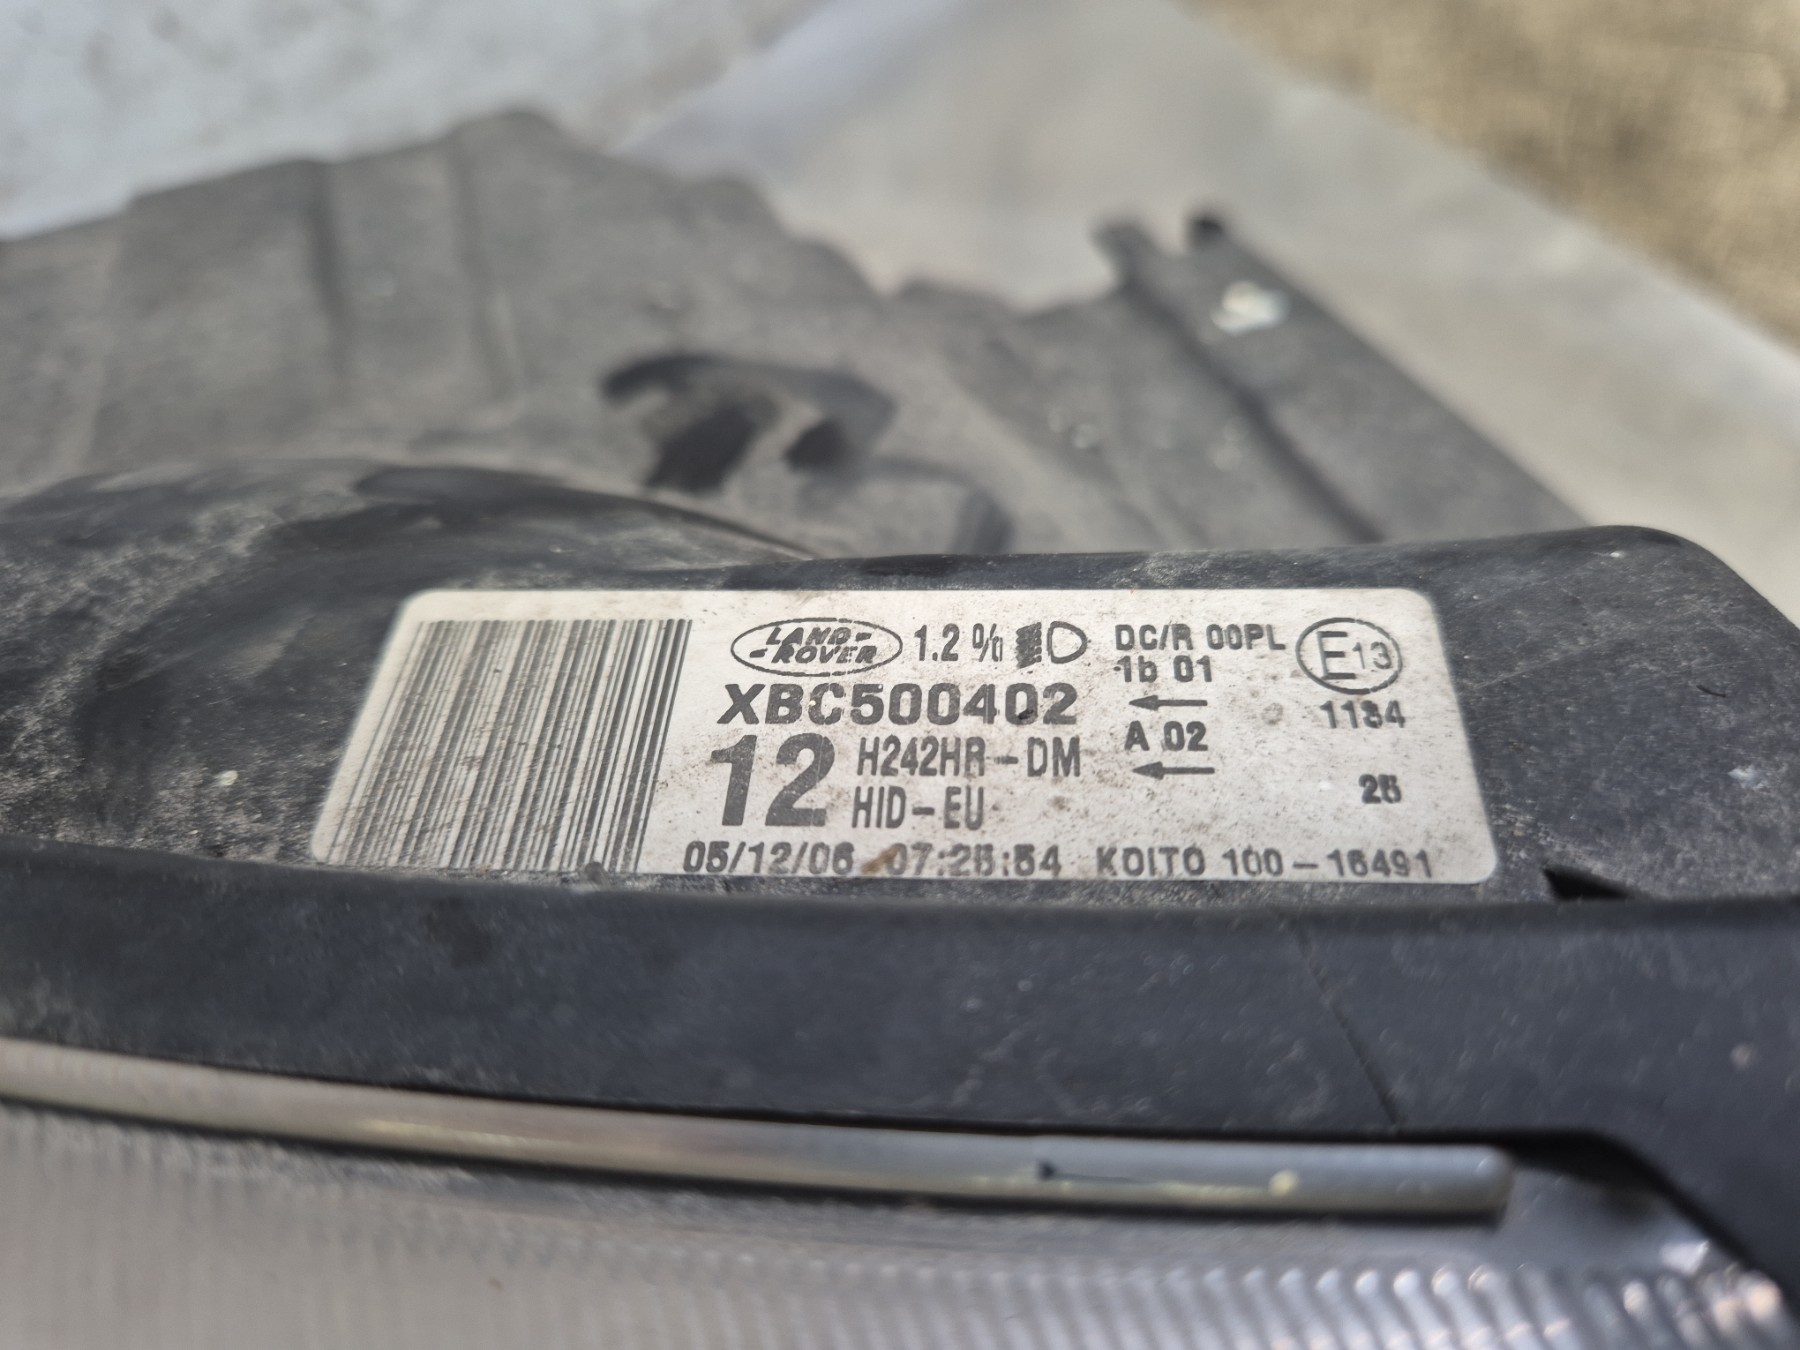 LAND-
-ROVER
1.2 % DC/R 00PL E13
1b 01
XBC500402
1184
A 02
12 H242HR-DM
HID-EU
25
05/12/06 07:25:54 KOITO 100-16491